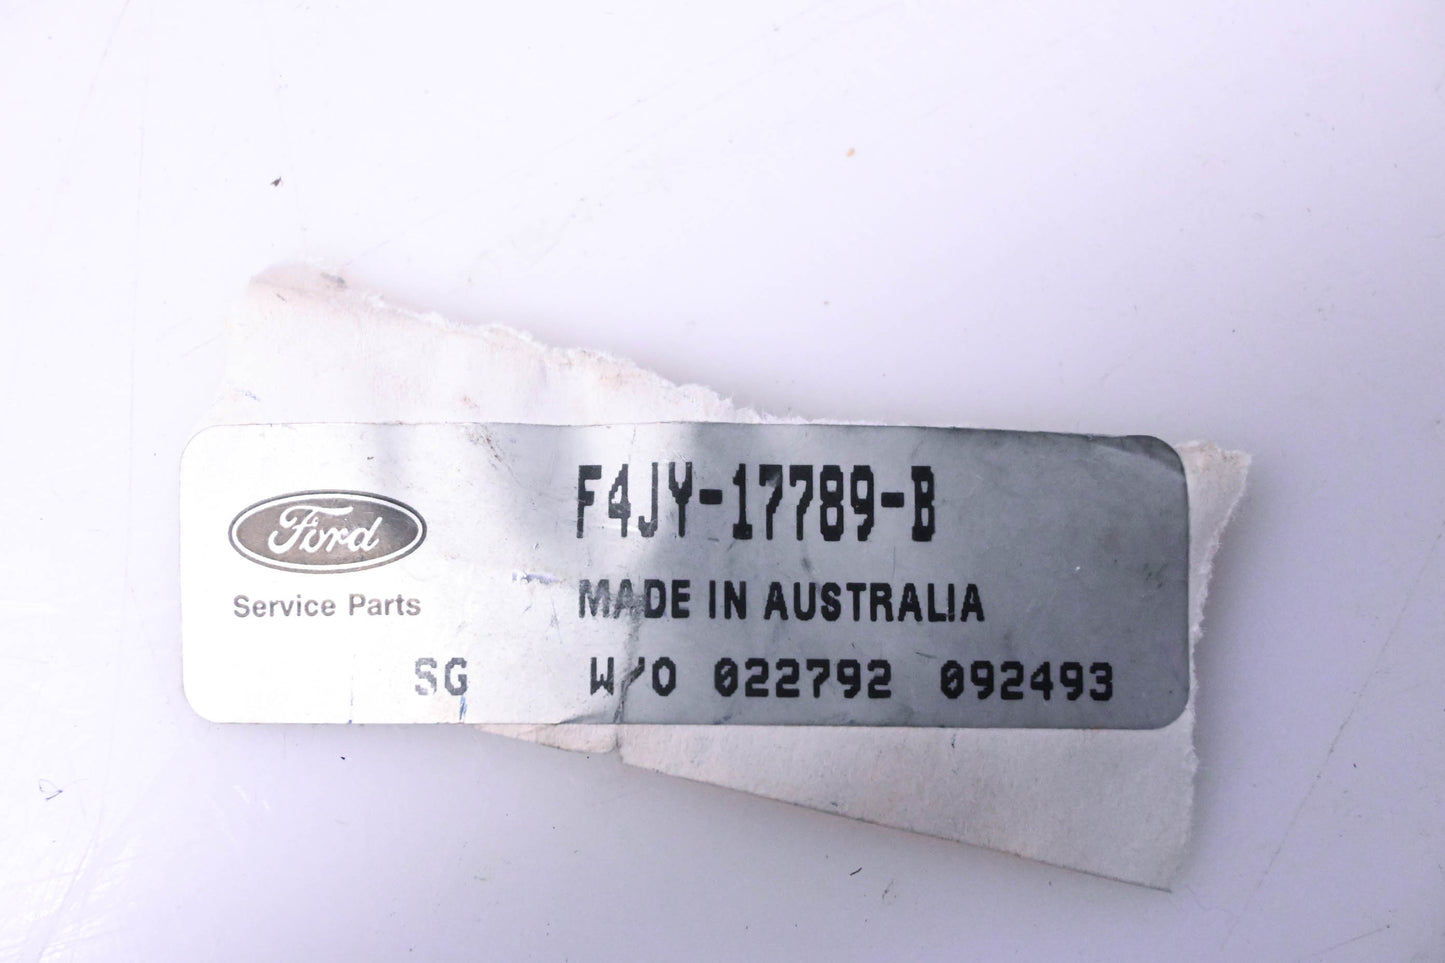 F4JY-17789-B
Ford
Service Parts
MADE IN AUSTRALIA
SG W/O 022792 092493